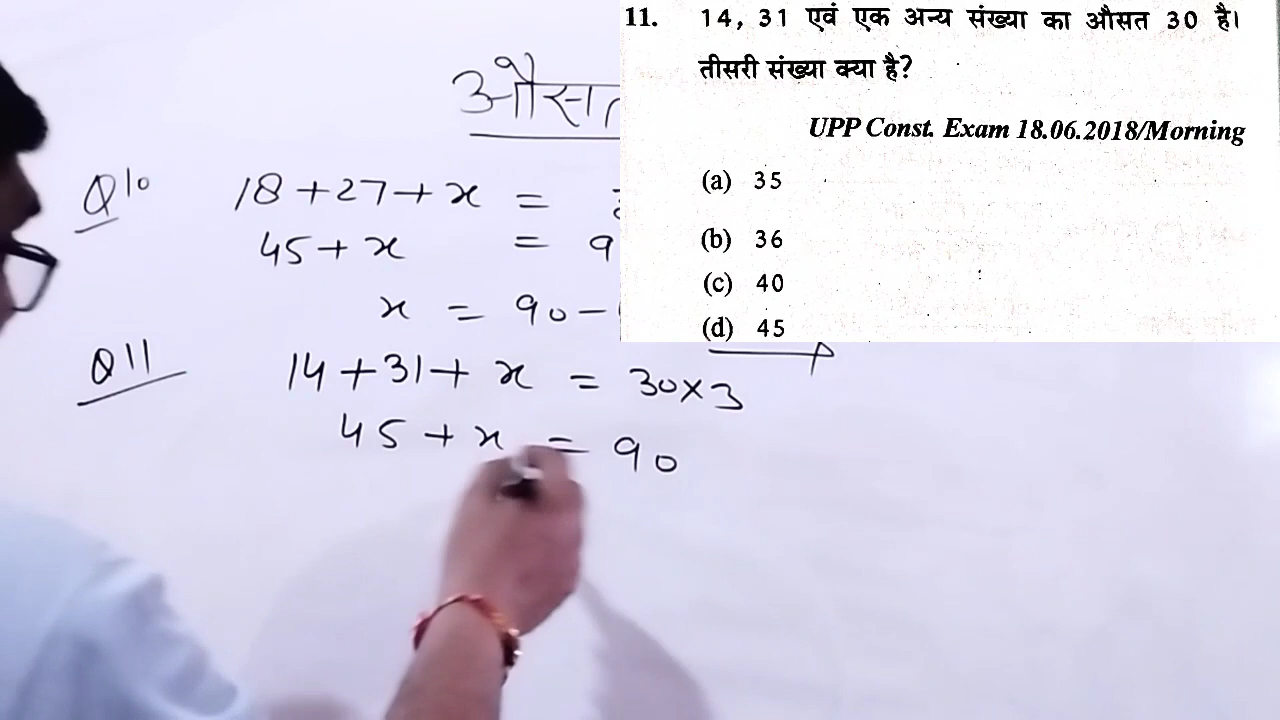 औसत
11. 14, 31 एवं एक अन्य संख्या का औसत 30 है।
तीसरी संख्या क्या है?
UPP Const. Exam 18.06.2018/Morning
(a) 35
(b) 36
(c) 40
(d) 45
Q10 18+27+x =
45+x = 9
x = 90-
Q11 14+31+x = 30×3
45+x = 90